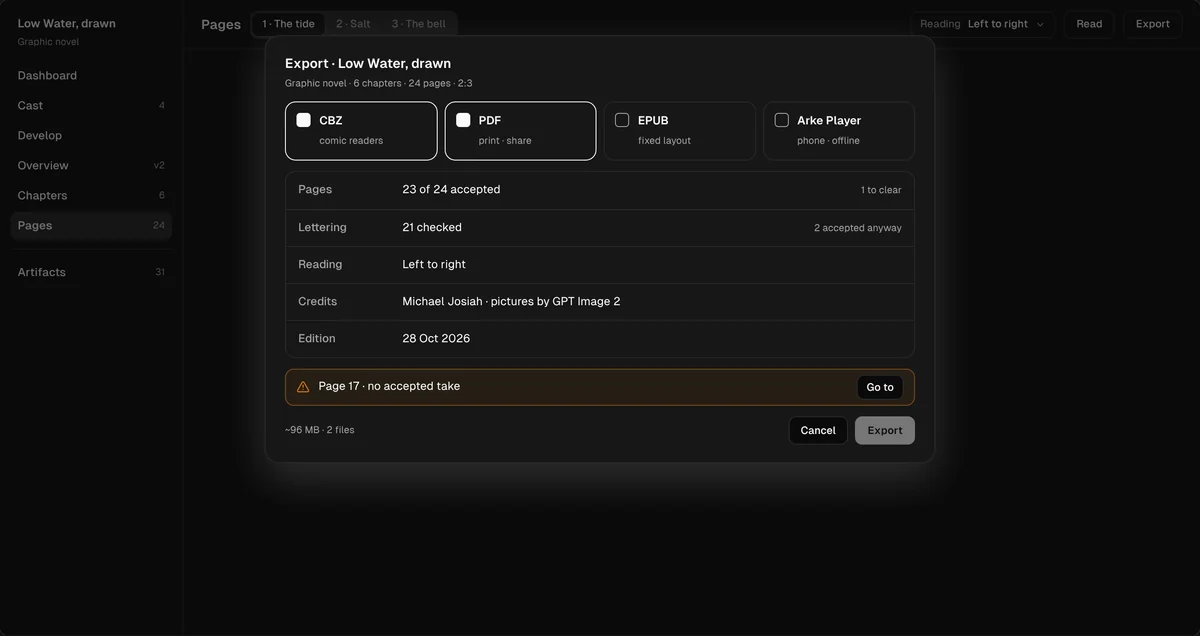 Low Water, drawn
Graphic novel
Dashboard
Cast 4
Develop
Overview v2
Chapters 6
Pages 24
Artifacts 31
Pages 1 · The tide 2 · Salt 3 · The bell Reading Left to right Read Export
Export · Low Water, drawn
Graphic novel · 6 chapters · 24 pages · 2:3
CBZ
comic readers
PDF
print · share
EPUB
fixed layout
Arke Player
phone · offline
Pages 23 of 24 accepted 1 to clear
Lettering 21 checked 2 accepted anyway
Reading Left to right
Credits Michael Josiah · pictures by GPT Image 2
Edition 28 Oct 2026
Page 17 · no accepted take Go to
~96 MB · 2 files Cancel Export